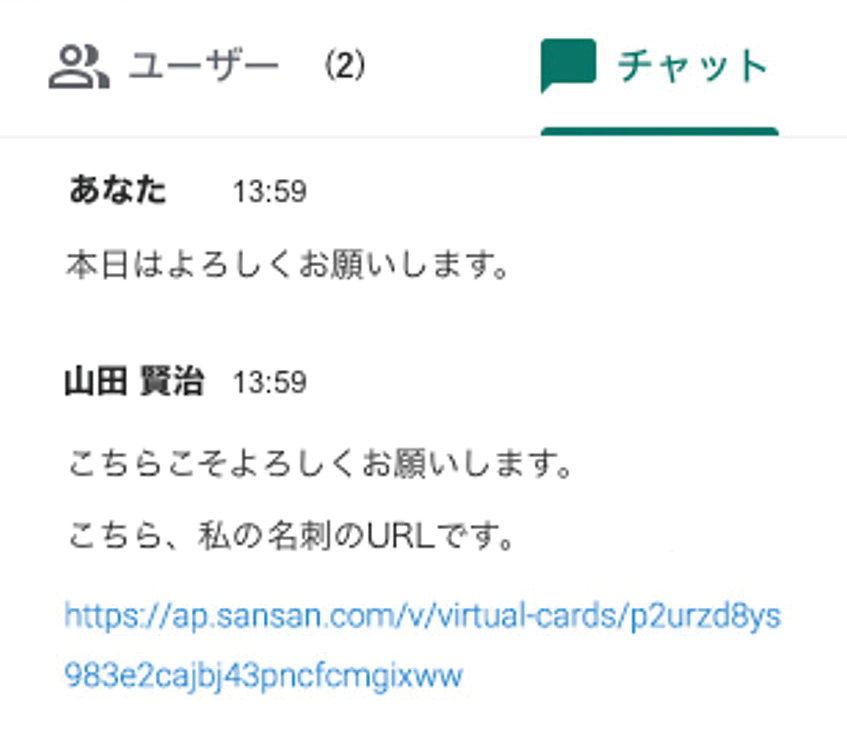 ユーザー (2) チャット
あなた 13:59
本日はよろしくお願いします。
山田 賢治 13:59
こちらこそよろしくお願いします。
こちら、私の名刺のURLです。
https://ap.sansan.com/v/virtual-cards/p2urzd8ys
983e2cajbj43pncfcmgixww